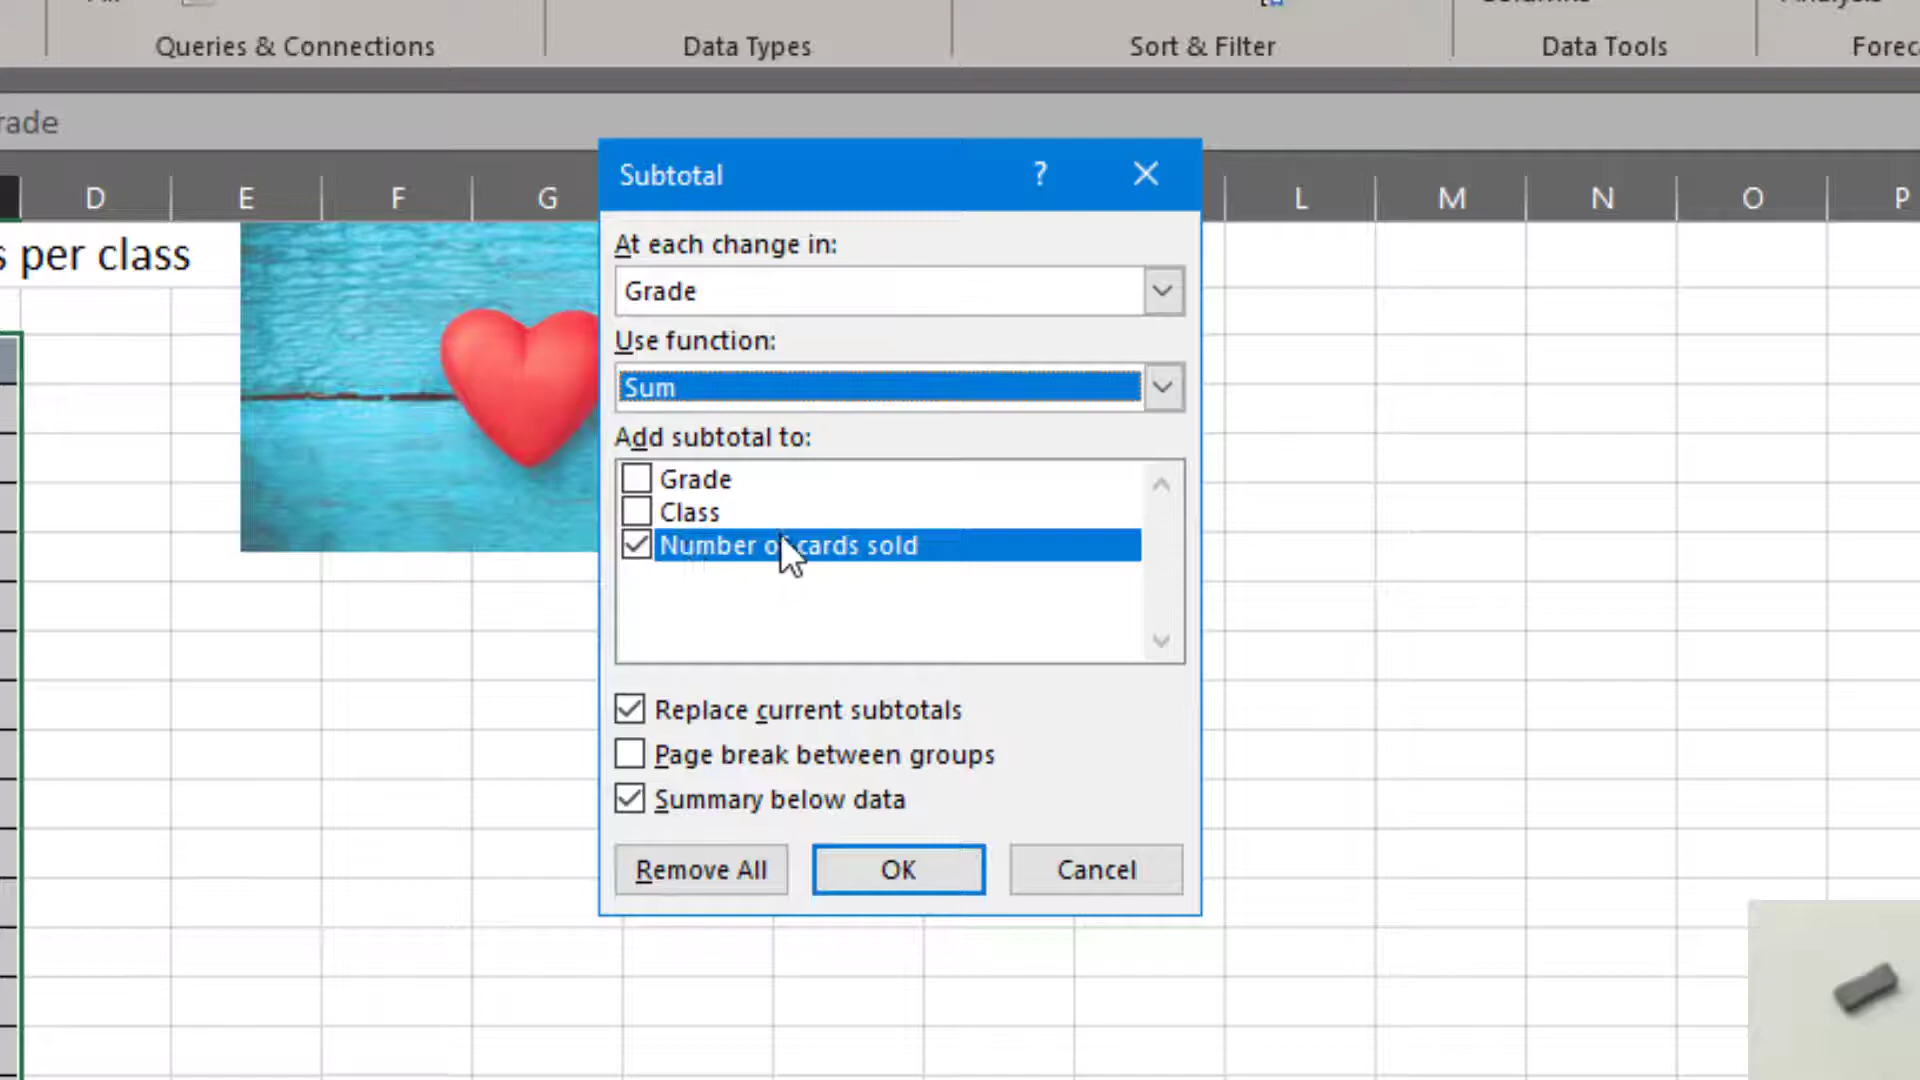 Queries & Connections
Data Types
Sort & Filter
Data Tools
rade
D E F G L M N O P
s per class
Subtotal ?
At each change in:
Grade
Use function:
Sum
Add subtotal to:
Grade
Class
Number of cards sold
Replace current subtotals
Page break between groups
Summary below data
Remove All OK Cancel